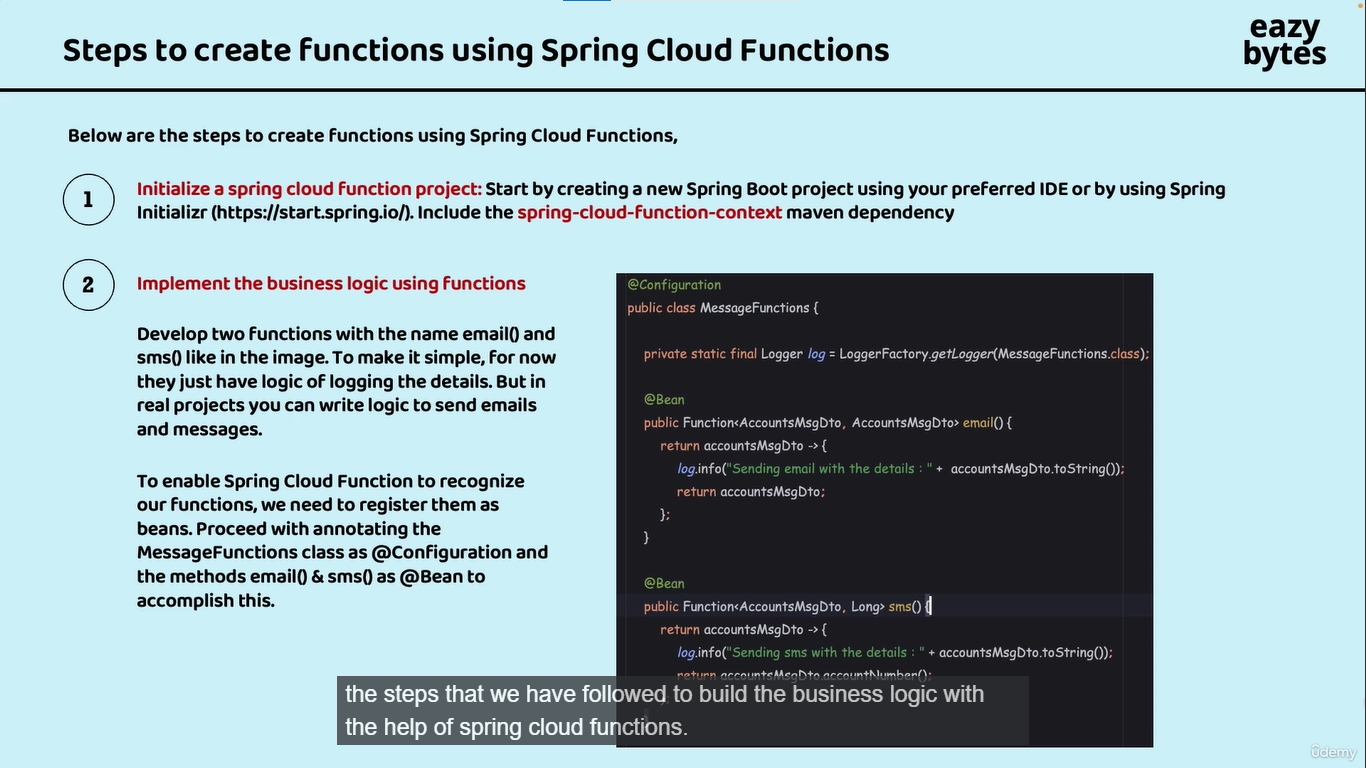 eazy
bytes
Steps to create functions using Spring Cloud Functions
Below are the steps to create functions using Spring Cloud Functions,
1
Initialize a spring cloud function project: Start by creating a new Spring Boot project using your preferred IDE or by using Spring
Initializr (https://start.spring.io/). Include the spring-cloud-function-context maven dependency
2
Implement the business logic using functions
Develop two functions with the name email() and
sms() like in the image. To make it simple, for now
they just have logic of logging the details. But in
real projects you can write logic to send emails
and messages.
To enable Spring Cloud Function to recognize
our functions, we need to register them as
beans. Proceed with annotating the
MessageFunctions class as @Configuration and
the methods email() & sms() as @Bean to
accomplish this.
@Configuration
public class MessageFunctions {
private static final Logger log = LoggerFactory.getLogger(MessageFunctions.class);
@Bean
public Function<AccountsMsgDto, AccountsMsgDto> email() {
return accountsMsgDto -> {
log.info("Sending email with the details : " + accountsMsgDto.toString());
return accountsMsgDto;
};
}
@Bean
public Function<AccountsMsgDto, Long> sms() {
return accountsMsgDto -> {
log.info("Sending sms with the details : " + accountsMsgDto.toString());
return accountsMsgDto.accountNumber();
the steps that we have followed to build the business logic with
the help of spring cloud functions.
ûdemy